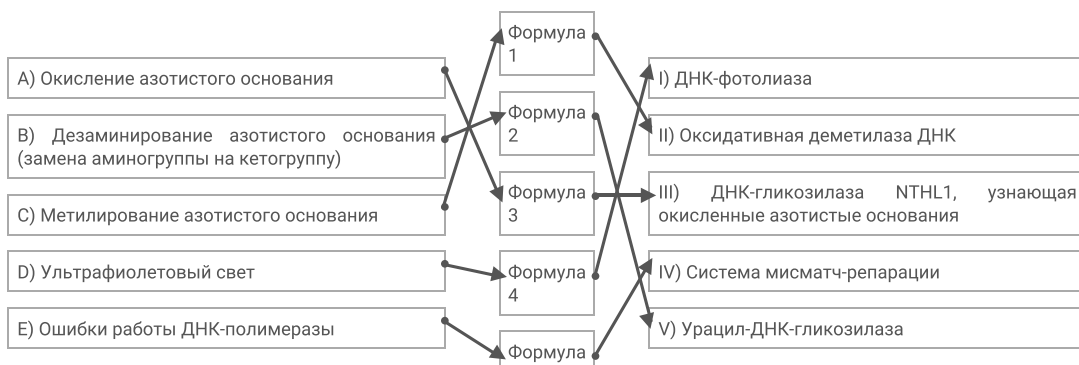 A) Окисление азотистого основания
B) Дезаминирование азотистого основания
(замена аминогруппы на кетогруппу)
C) Метилирование азотистого основания
D) Ультрафиолетовый свет
E) Ошибки работы ДНК-полимеразы
Формула
1
Формула
2
Формула
3
Формула
4
Формула
I) ДНК-фотолиаза
II) Оксидативная деметилаза ДНК
III) ДНК-гликозилаза NTHL1, узнающая
окисленные азотистые основания
IV) Система мисматч-репарации
V) Урацил-ДНК-гликозилаза